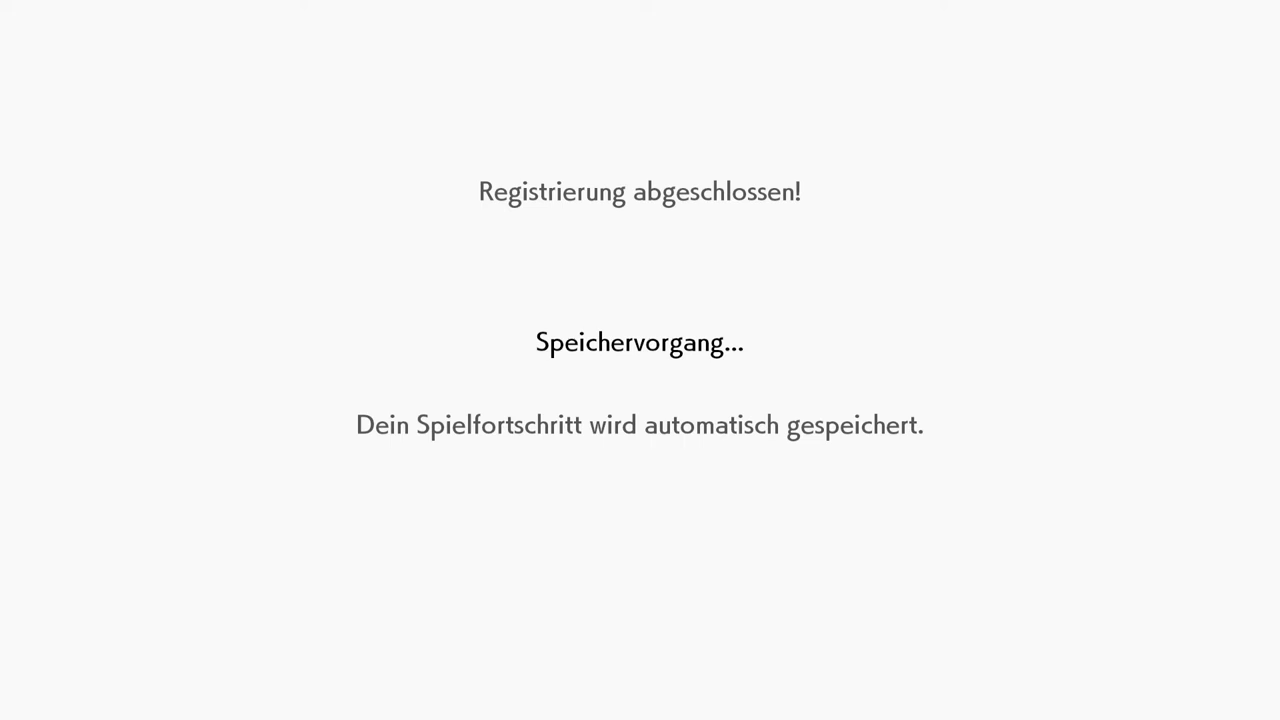 Registrierung abgeschlossen!
Speichervorgang...
Dein Spielfortschritt wird automatisch gespeichert.